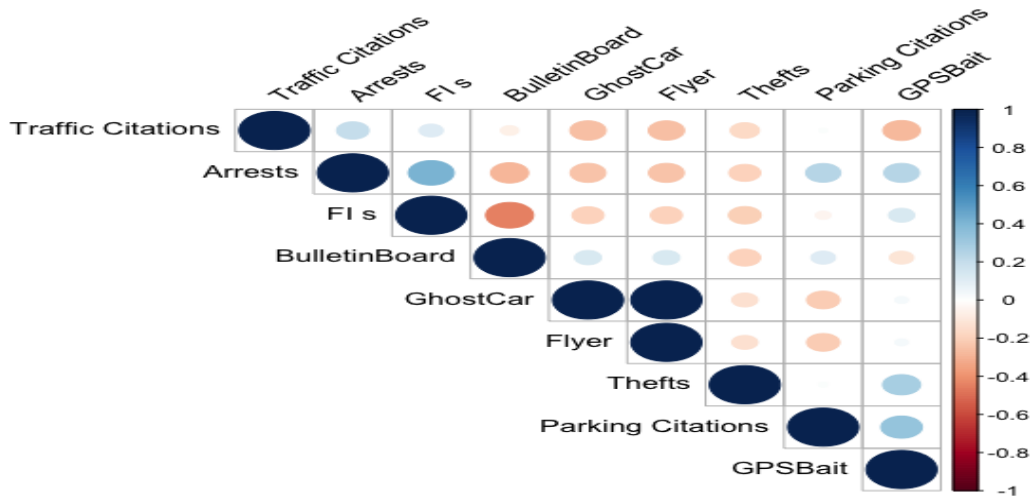 Traffic Citations
Arrests
FI s
BulletinBoard
GhostCar
Flyer
Thefts
Parking Citations
GPSBait
Traffic Citations
Arrests
FI s
BulletinBoard
GhostCar
Flyer
Thefts
Parking Citations
GPSBait
1
0.8
0.6
0.4
0.2
0
-0.2
-0.4
-0.6
-0.8
-1